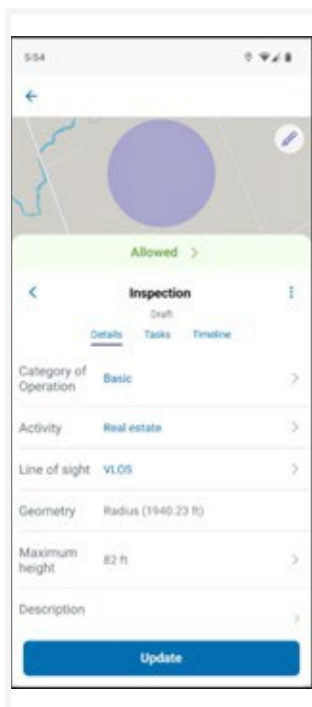 5:54
Allowed >
Inspection
Draft
Details Tasks Timeline
Category of
Operation Basic
Activity Real estate
Line of sight VLOS
Geometry Radius (1940.23 ft)
Maximum
height 82 ft
Description
Update